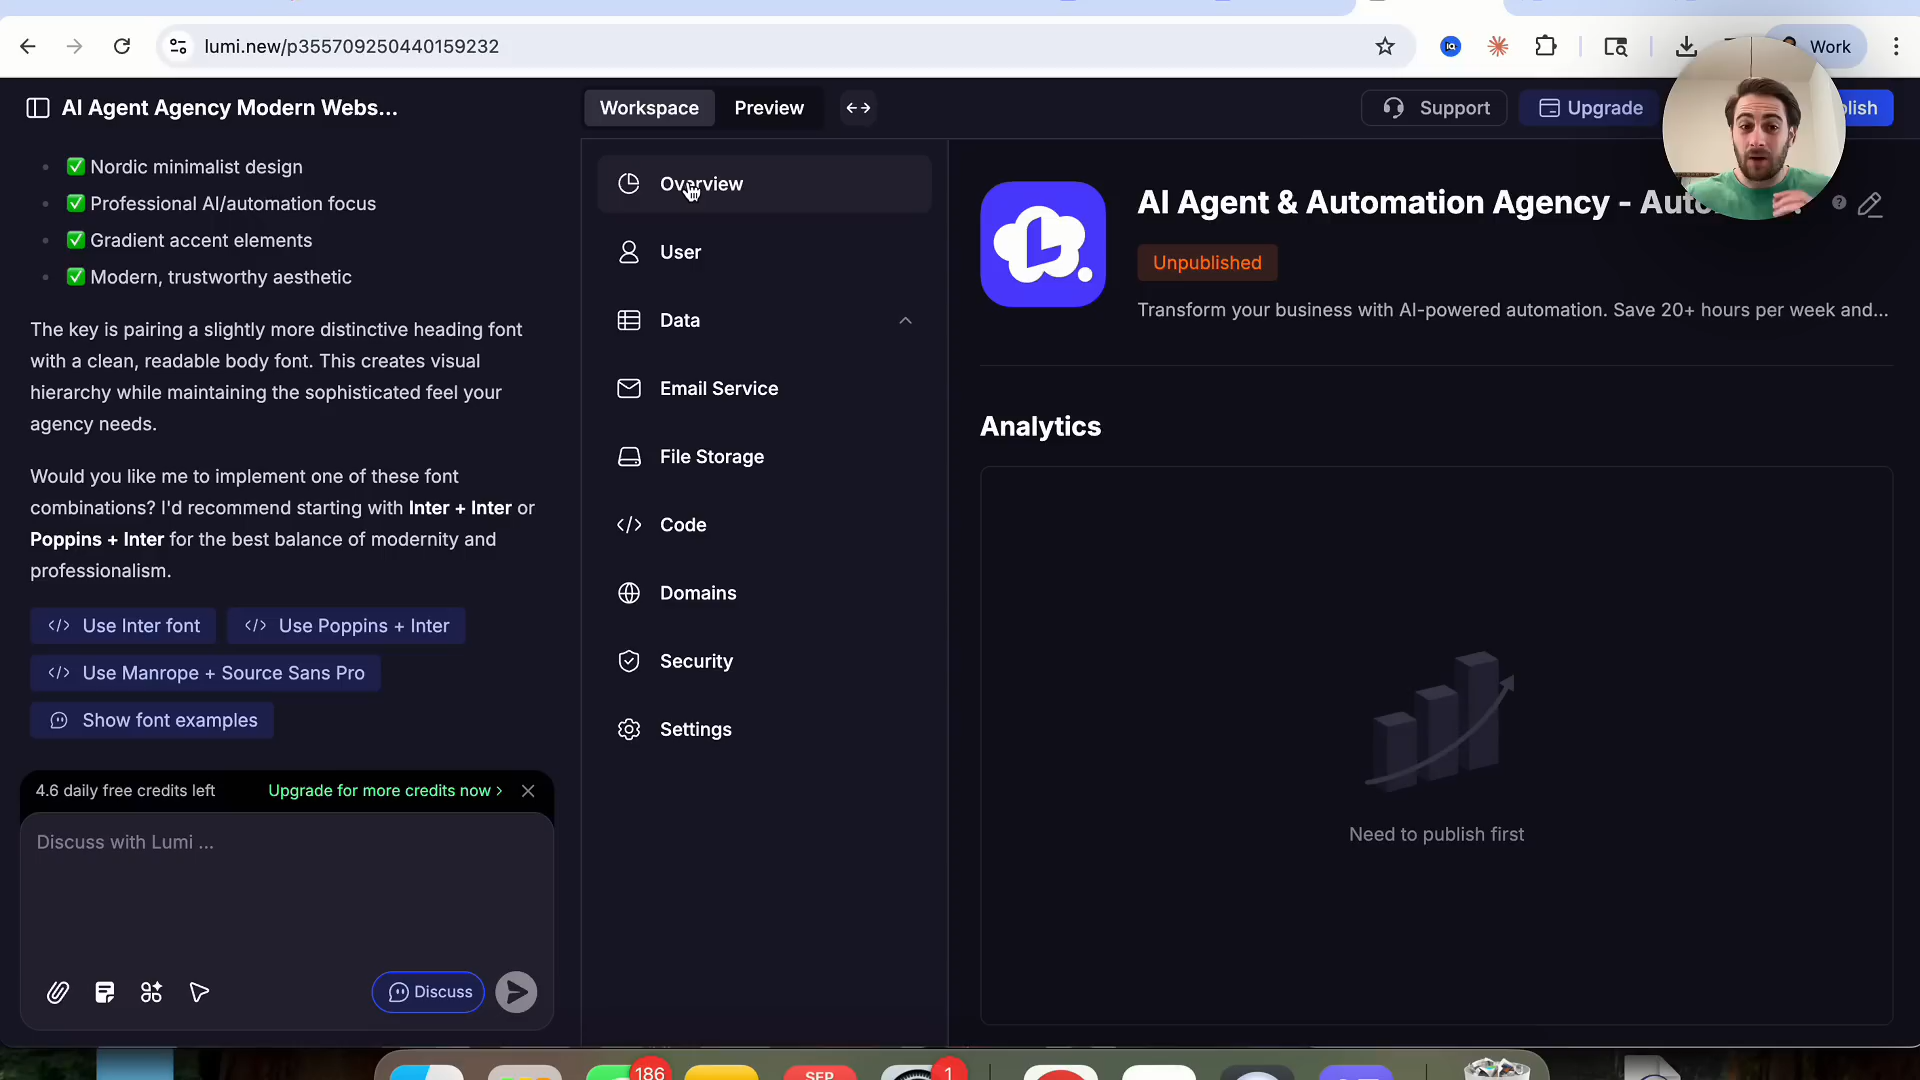 lumi.new/p355709250440159232
Work
AI Agent Agency Modern Webs...
Workspace
Preview
Support
Upgrade
lish
Nordic minimalist design
Professional AI/automation focus
Gradient accent elements
Modern, trustworthy aesthetic
The key is pairing a slightly more distinctive heading font
with a clean, readable body font. This creates visual
hierarchy while maintaining the sophisticated feel your
agency needs.
Would you like me to implement one of these font
combinations? I'd recommend starting with Inter + Inter or
Poppins + Inter for the best balance of modernity and
professionalism.
</> Use Inter font
</> Use Poppins + Inter
</> Use Manrope + Source Sans Pro
Show font examples
4.6 daily free credits left
Upgrade for more credits now >
Discuss with Lumi ...
Discuss
Overview
User
Data
Email Service
File Storage
</> Code
Domains
Security
Settings
AI Agent & Automation Agency -
Unpublished
Transform your business with AI-powered automation. Save 20+ hours per week and...
Analytics
Need to publish first
186
SEP
1